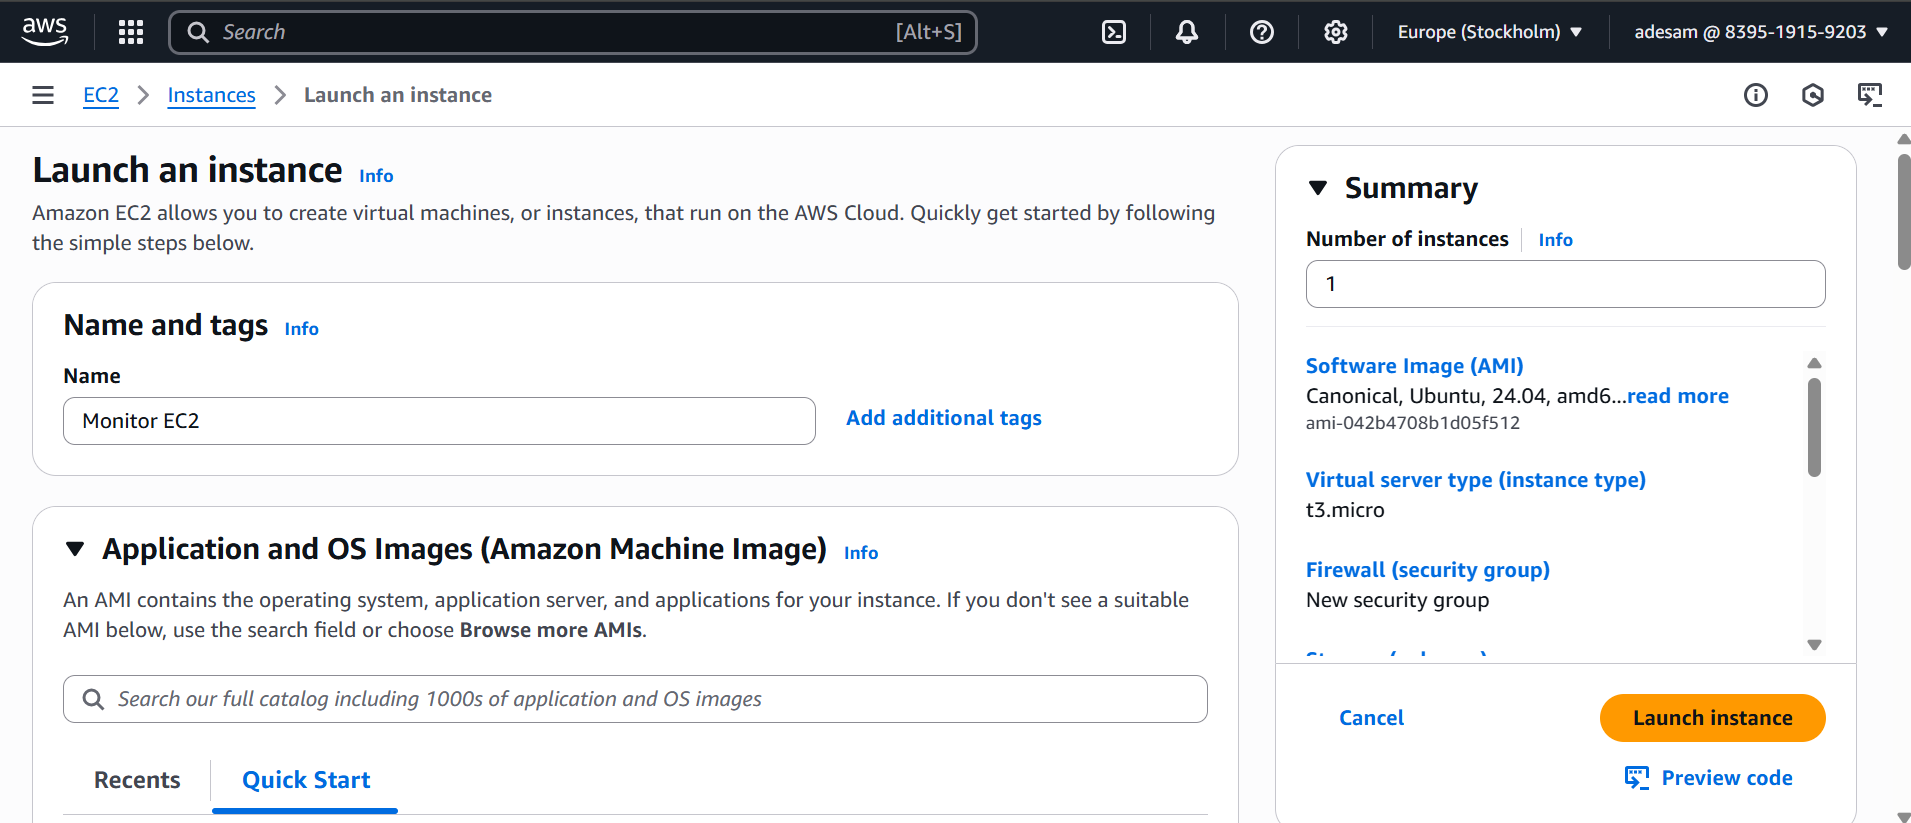 aws
Search
[Alt+S]
Europe (Stockholm)
adesam @ 8395-1915-9203
EC2
Instances
Launch an instance
Launch an instance Info
Amazon EC2 allows you to create virtual machines, or instances, that run on the AWS Cloud. Quickly get started by following
the simple steps below.
Name and tags Info
Name
Monitor EC2
Add additional tags
Application and OS Images (Amazon Machine Image) Info
An AMI contains the operating system, application server, and applications for your instance. If you don't see a suitable
AMI below, use the search field or choose Browse more AMIs.
Search our full catalog including 1000s of application and OS images
Recents
Quick Start
Summary
Number of instances Info
1
Software Image (AMI)
Canonical, Ubuntu, 24.04, amd6...read more
ami-042b4708b1d05f512
Virtual server type (instance type)
t3.micro
Firewall (security group)
New security group
Cancel
Launch instance
Preview code